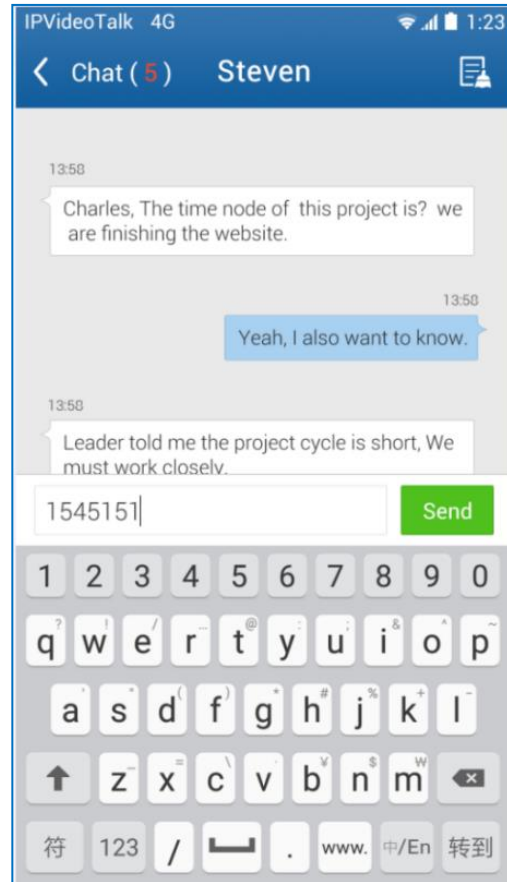 IPVideoTalk 4G 1:23
Chat ( 5 ) Steven
13:58
Charles, The time node of this project is? we
are finishing the website.
13:58
Yeah, I also want to know.
13:58
Leader told me the project cycle is short, We
must work closely.
1545151 Send
1 2 3 4 5 6 7 8 9 0
q w e r t y u i o p
a s d f g h j k l
z x c v b n m
符 123 / . www. 中/En 转到